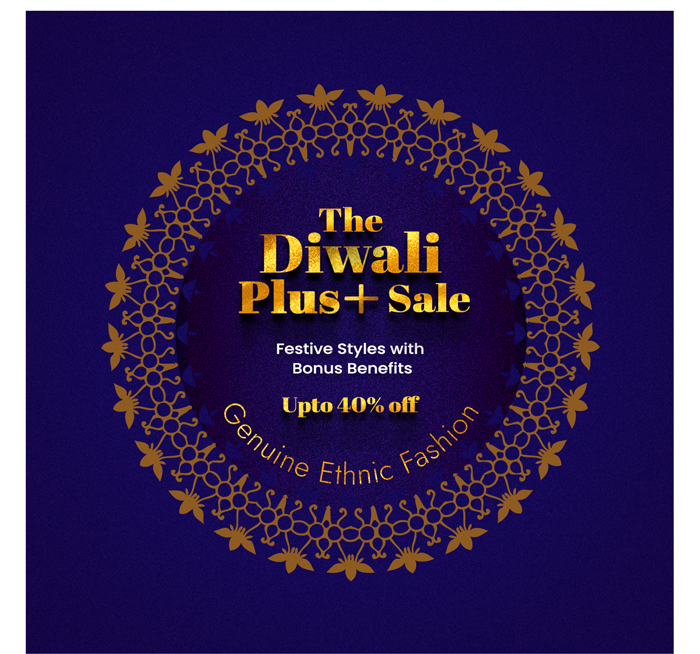 The
Diwali
Plus+ Sale
Festive Styles with
Bonus Benefits
Upto 40% off
Genuine Ethnic Fashion